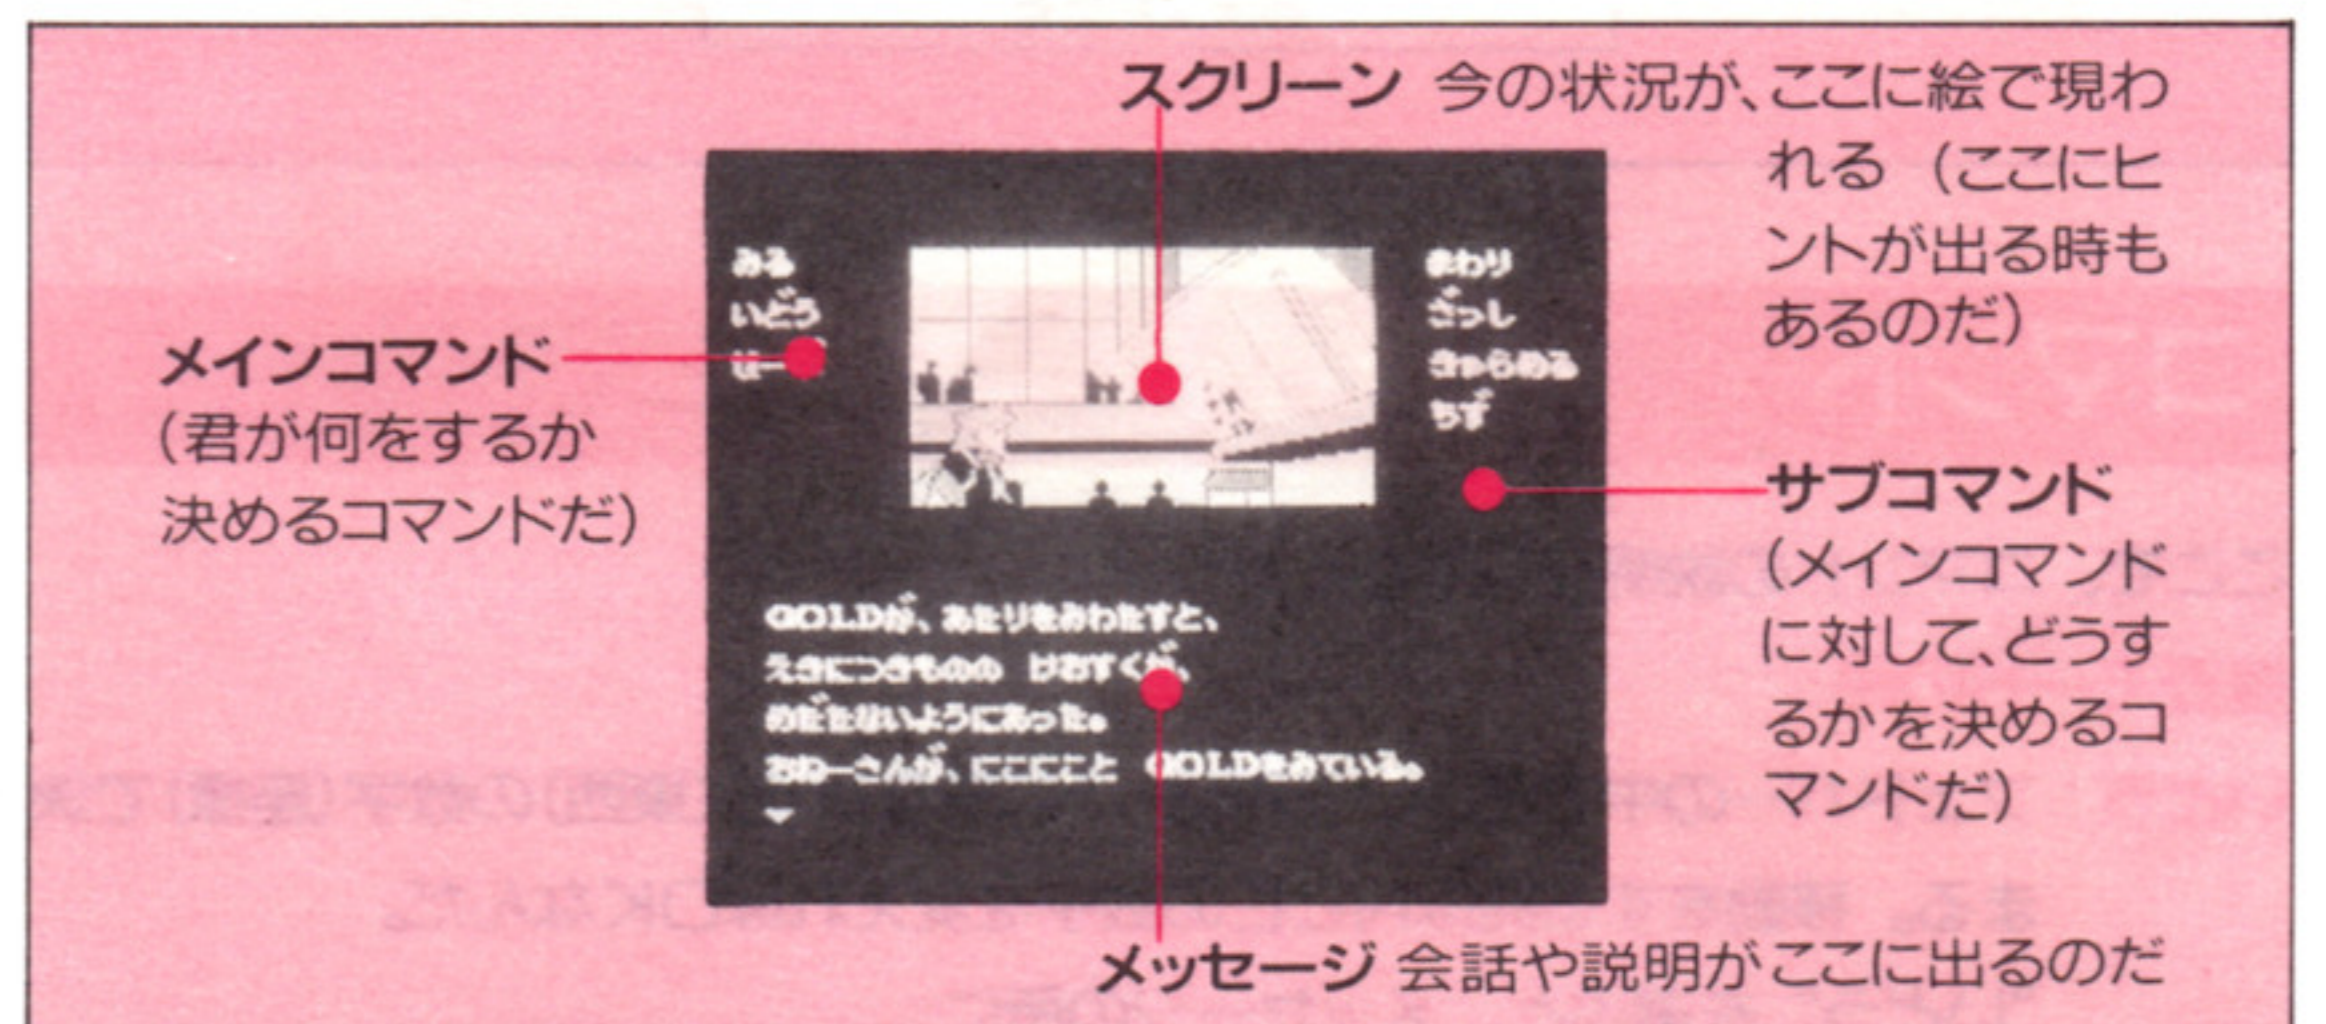 スクリーン 今の状況が、ここに絵で現わ
れる （ここにヒ
ントが出る時も
あるのだ）
メインコマンド
（君が何をするか
決めるコマンドだ）
みる
いどう
まわり
ざっし
きゃらめる
ちず
サブコマンド
（メインコマンド
に対して、どうす
るかを決めるコ
マンドだ）
GOLDが、あたりをみわたすと、
えきにつきものの きおすくが、
めだたないようにあった。
おねーさんが、にこにこと GOLDをみている。
メッセージ 会話や説明がここに出るのだ